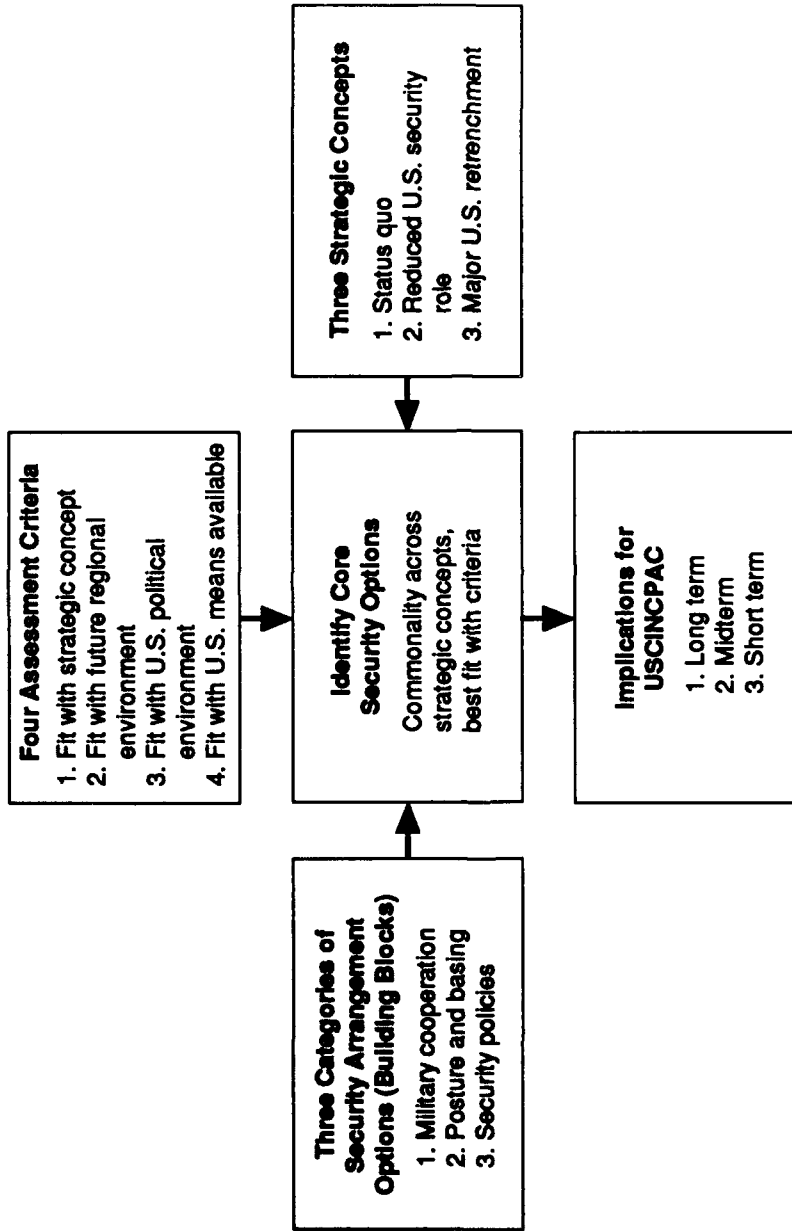 Four Assessment Criteria
1. Fit with strategic concept
2. Fit with future regional
environment
3. Fit with U.S. political
environment
4. Fit with U.S. means available
Three Categories of
Security Arrangement
Options (Building Blocks)
1. Military cooperation
2. Posture and basing
3. Security policies
Identify Core
Security Options
Commonality across
strategic concepts,
best fit with criteria
Three Strategic Concepts
1. Status quo
2. Reduced U.S. security
role
3. Major U.S. retrenchment
Implications for
USCINCPAC
1. Long term
2. Midterm
3. Short term